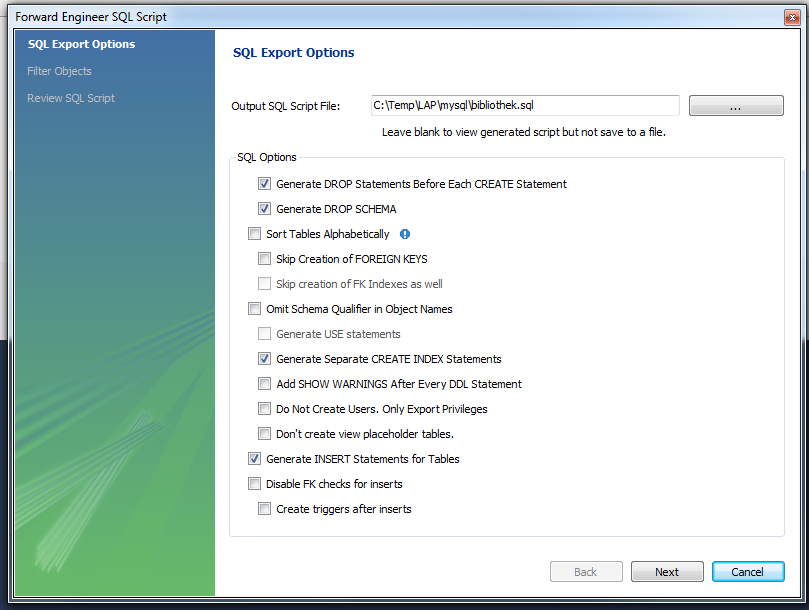 Forward Engineer SQL Script
SQL Export Options
Filter Objects
Review SQL Script
SQL Export Options
Output SQL Script File: C:\Temp\LAP\mysql\bibliothek.sql ...
Leave blank to view generated script but not save to a file.
SQL Options
Generate DROP Statements Before Each CREATE Statement
Generate DROP SCHEMA
Sort Tables Alphabetically
Skip Creation of FOREIGN KEYS
Skip creation of FK Indexes as well
Omit Schema Qualifier in Object Names
Generate USE statements
Generate Separate CREATE INDEX Statements
Add SHOW WARNINGS After Every DDL Statement
Do Not Create Users. Only Export Privileges
Don't create view placeholder tables.
Generate INSERT Statements for Tables
Disable FK checks for inserts
Create triggers after inserts
Back Next Cancel